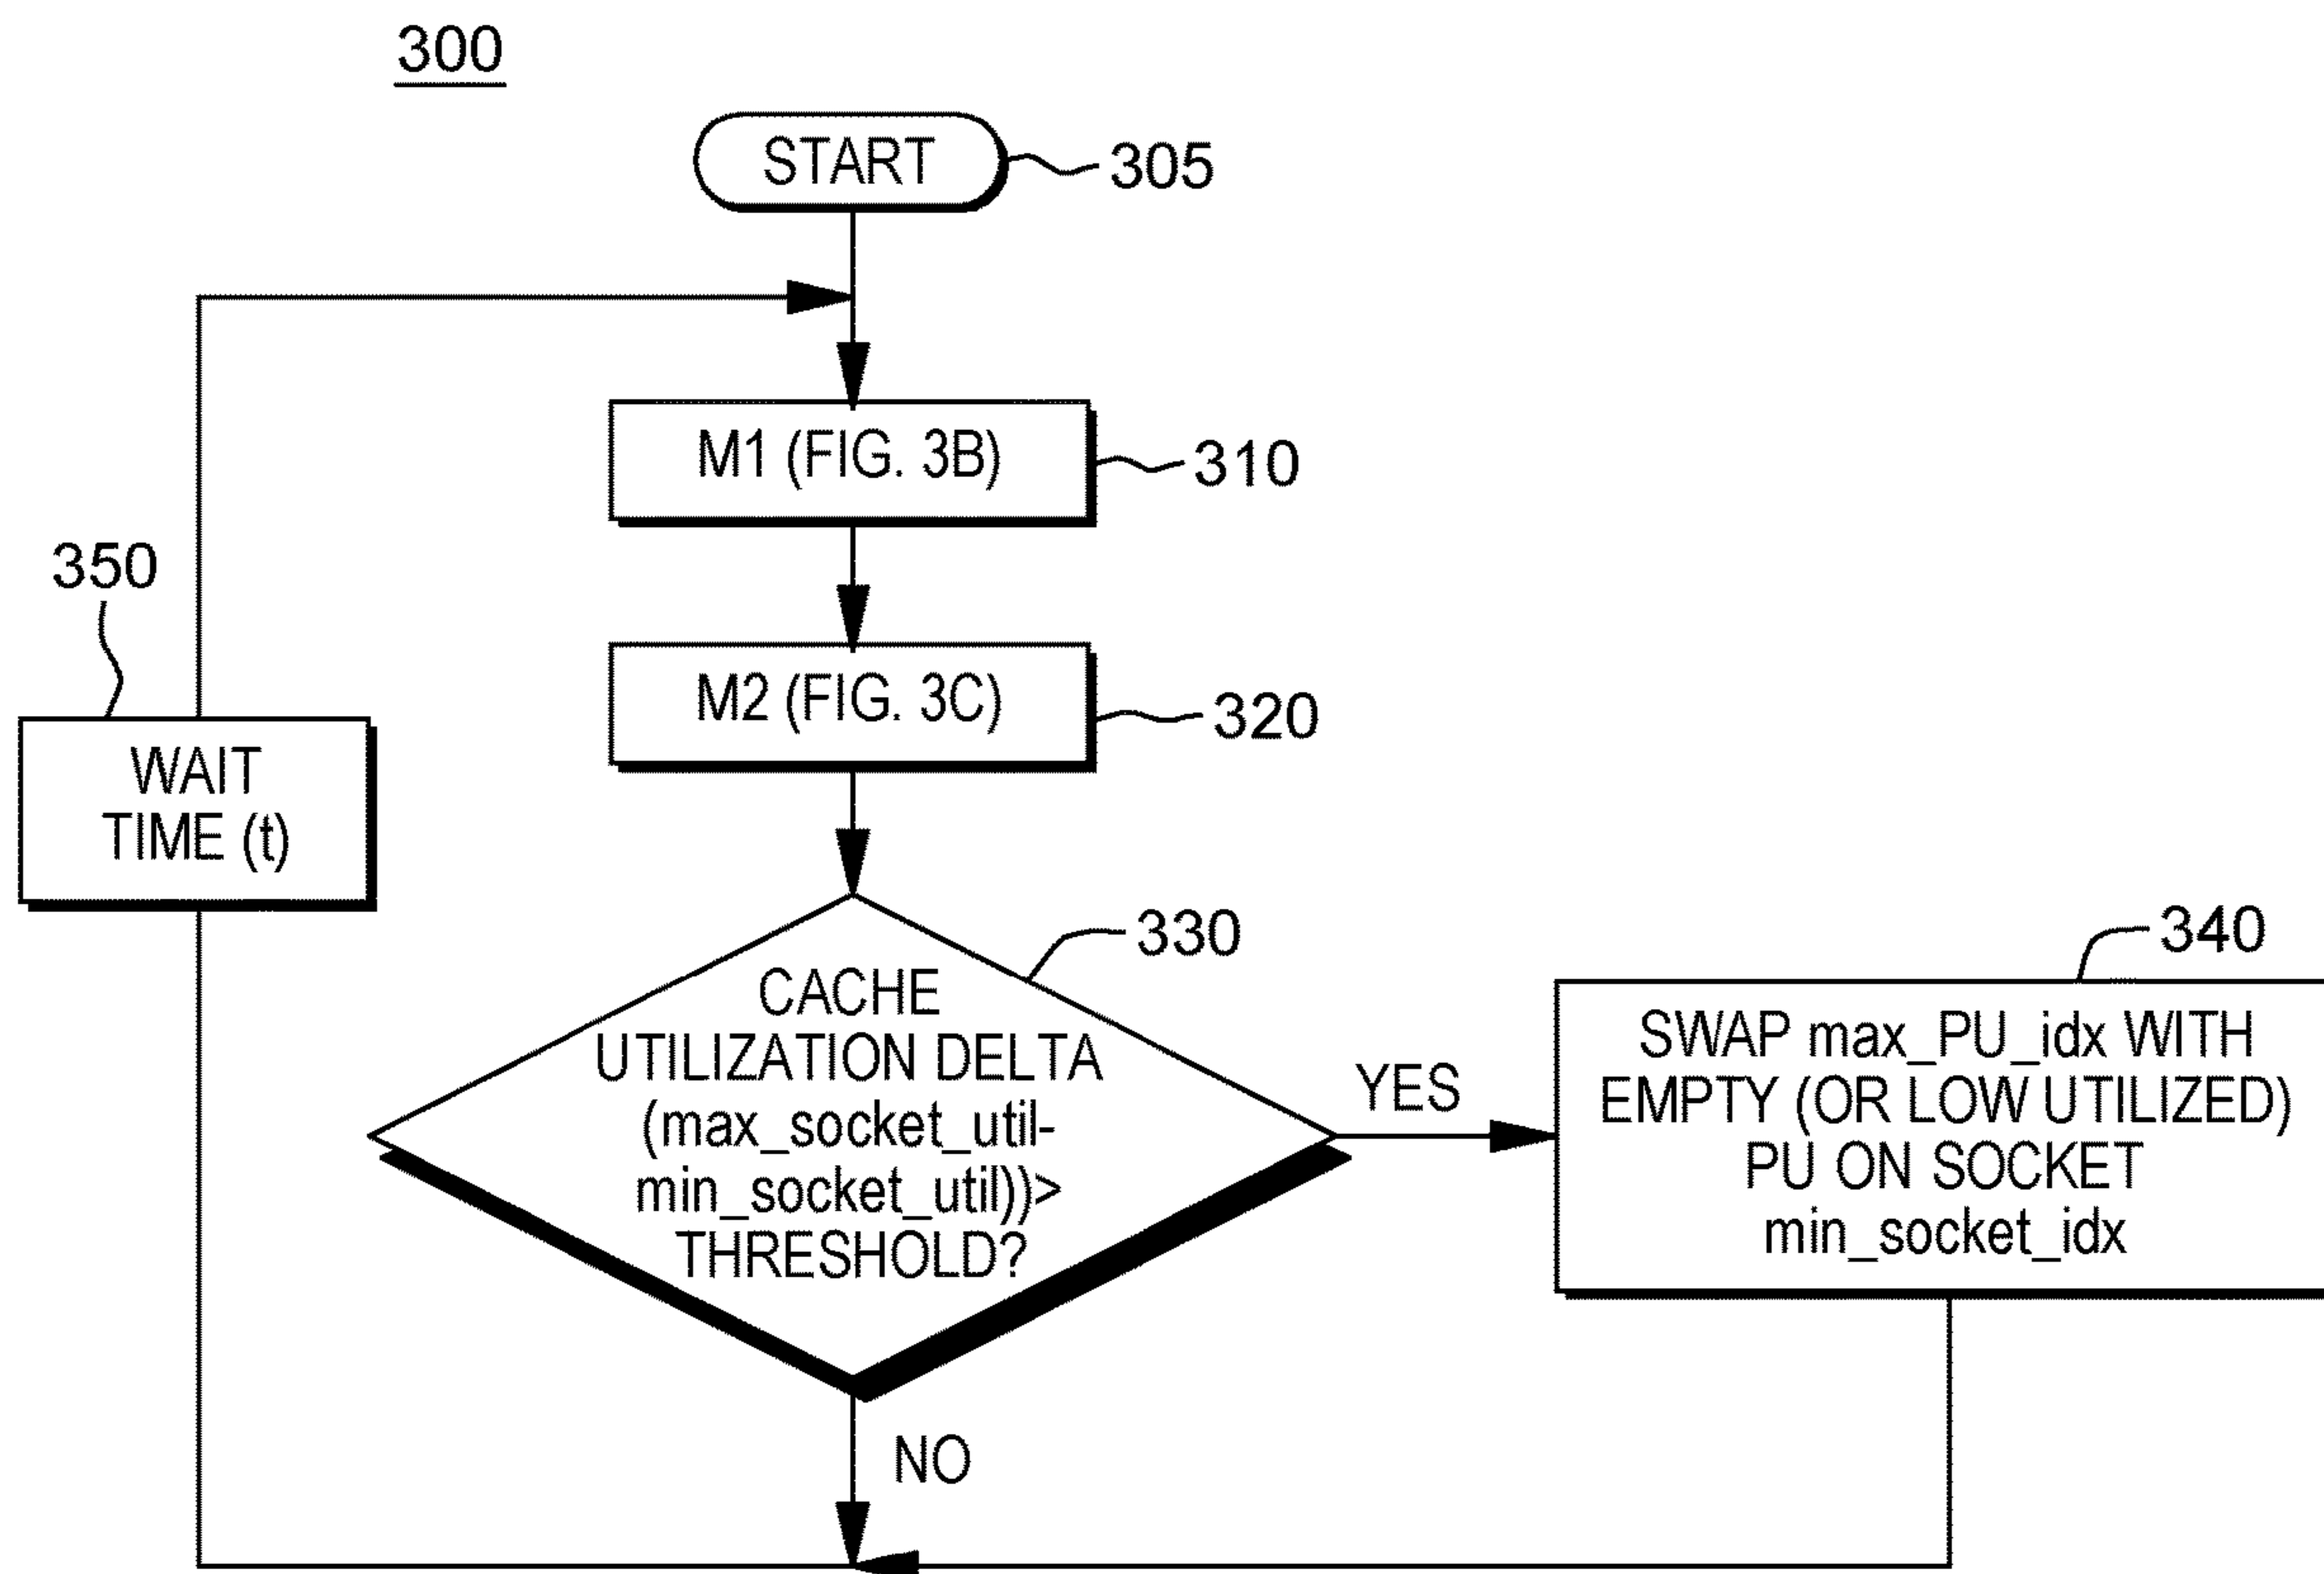 300
START
305
M1 (FIG. 3B)
310
350
M2 (FIG. 3C)
320
WAIT
TIME (t)
330
340
CACHE
UTILIZATION DELTA
(max_socket_util-
min_socket_util))>
THRESHOLD?
YES
SWAP max_PU_idx WITH
EMPTY (OR LOW UTILIZED)
PU ON SOCKET
min_socket_idx
NO